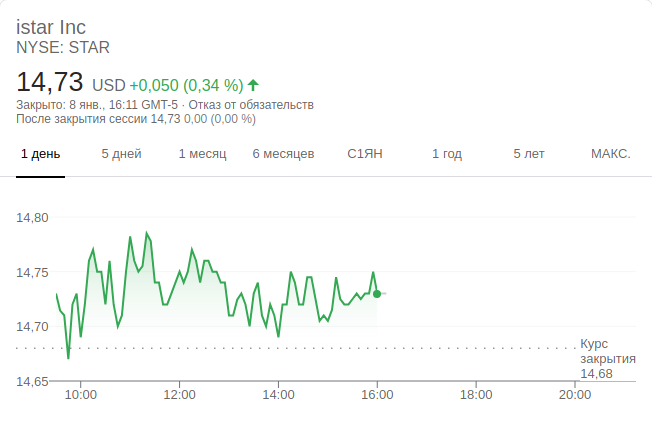 istar Inc
NYSE: STAR
14,73 USD +0,050 (0,34 %)
Закрыто: 8 янв., 16:11 GMT-5 · Отказ от обязательств
После закрытия сессии 14,73 0,00 (0,00 %)
1 день 5 дней 1 месяц 6 месяцев С1ЯН 1 год 5 лет МАКС.
14,80
14,75
14,70
Курс
закрытия
14,68
14,65
10:00 12:00 14:00 16:00 18:00 20:00